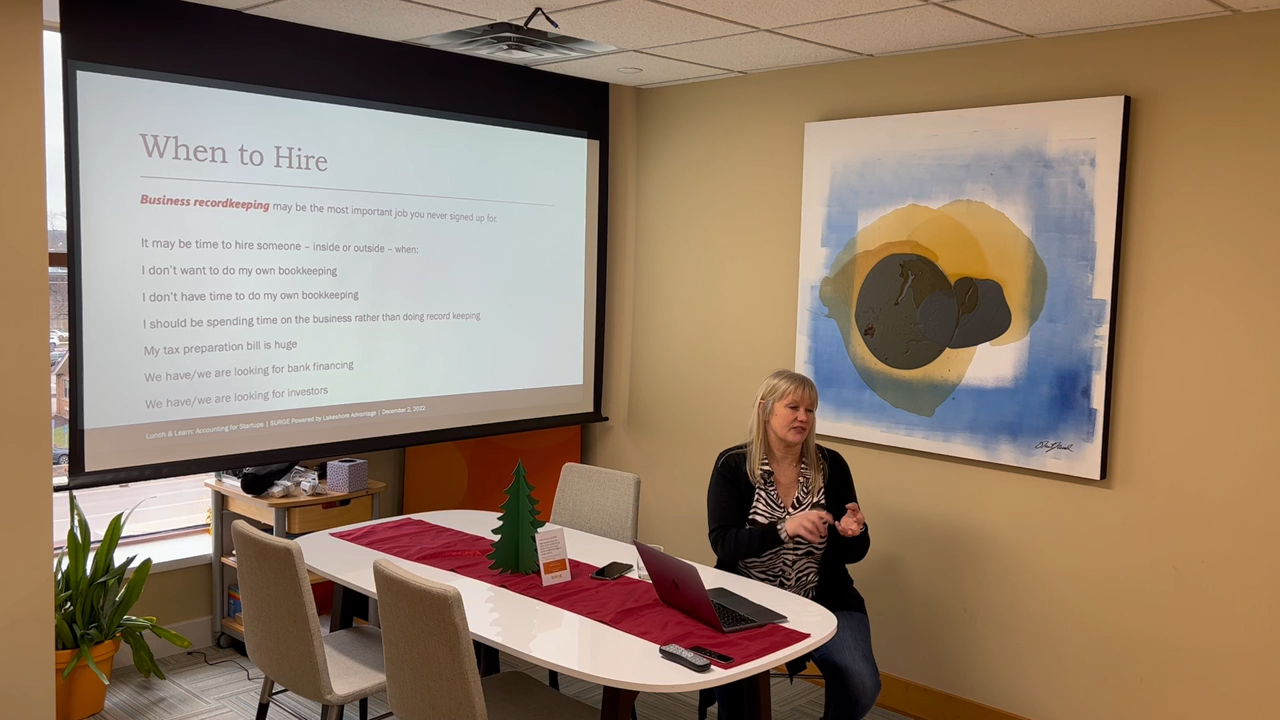 When to Hire
Business recordkeeping may be the most important job you never signed up for.
It may be time to hire someone – inside or outside – when:
I don't want to do my own bookkeeping
I don't have time to do my own bookkeeping
I should be spending time on the business rather than doing record keeping
My tax preparation bill is huge
We have/we are looking for bank financing
We have/we are looking for investors
Lunch & Learn: Accounting for Startups | SURGE Powered by Lakeshore Advantage | December 2, 2022